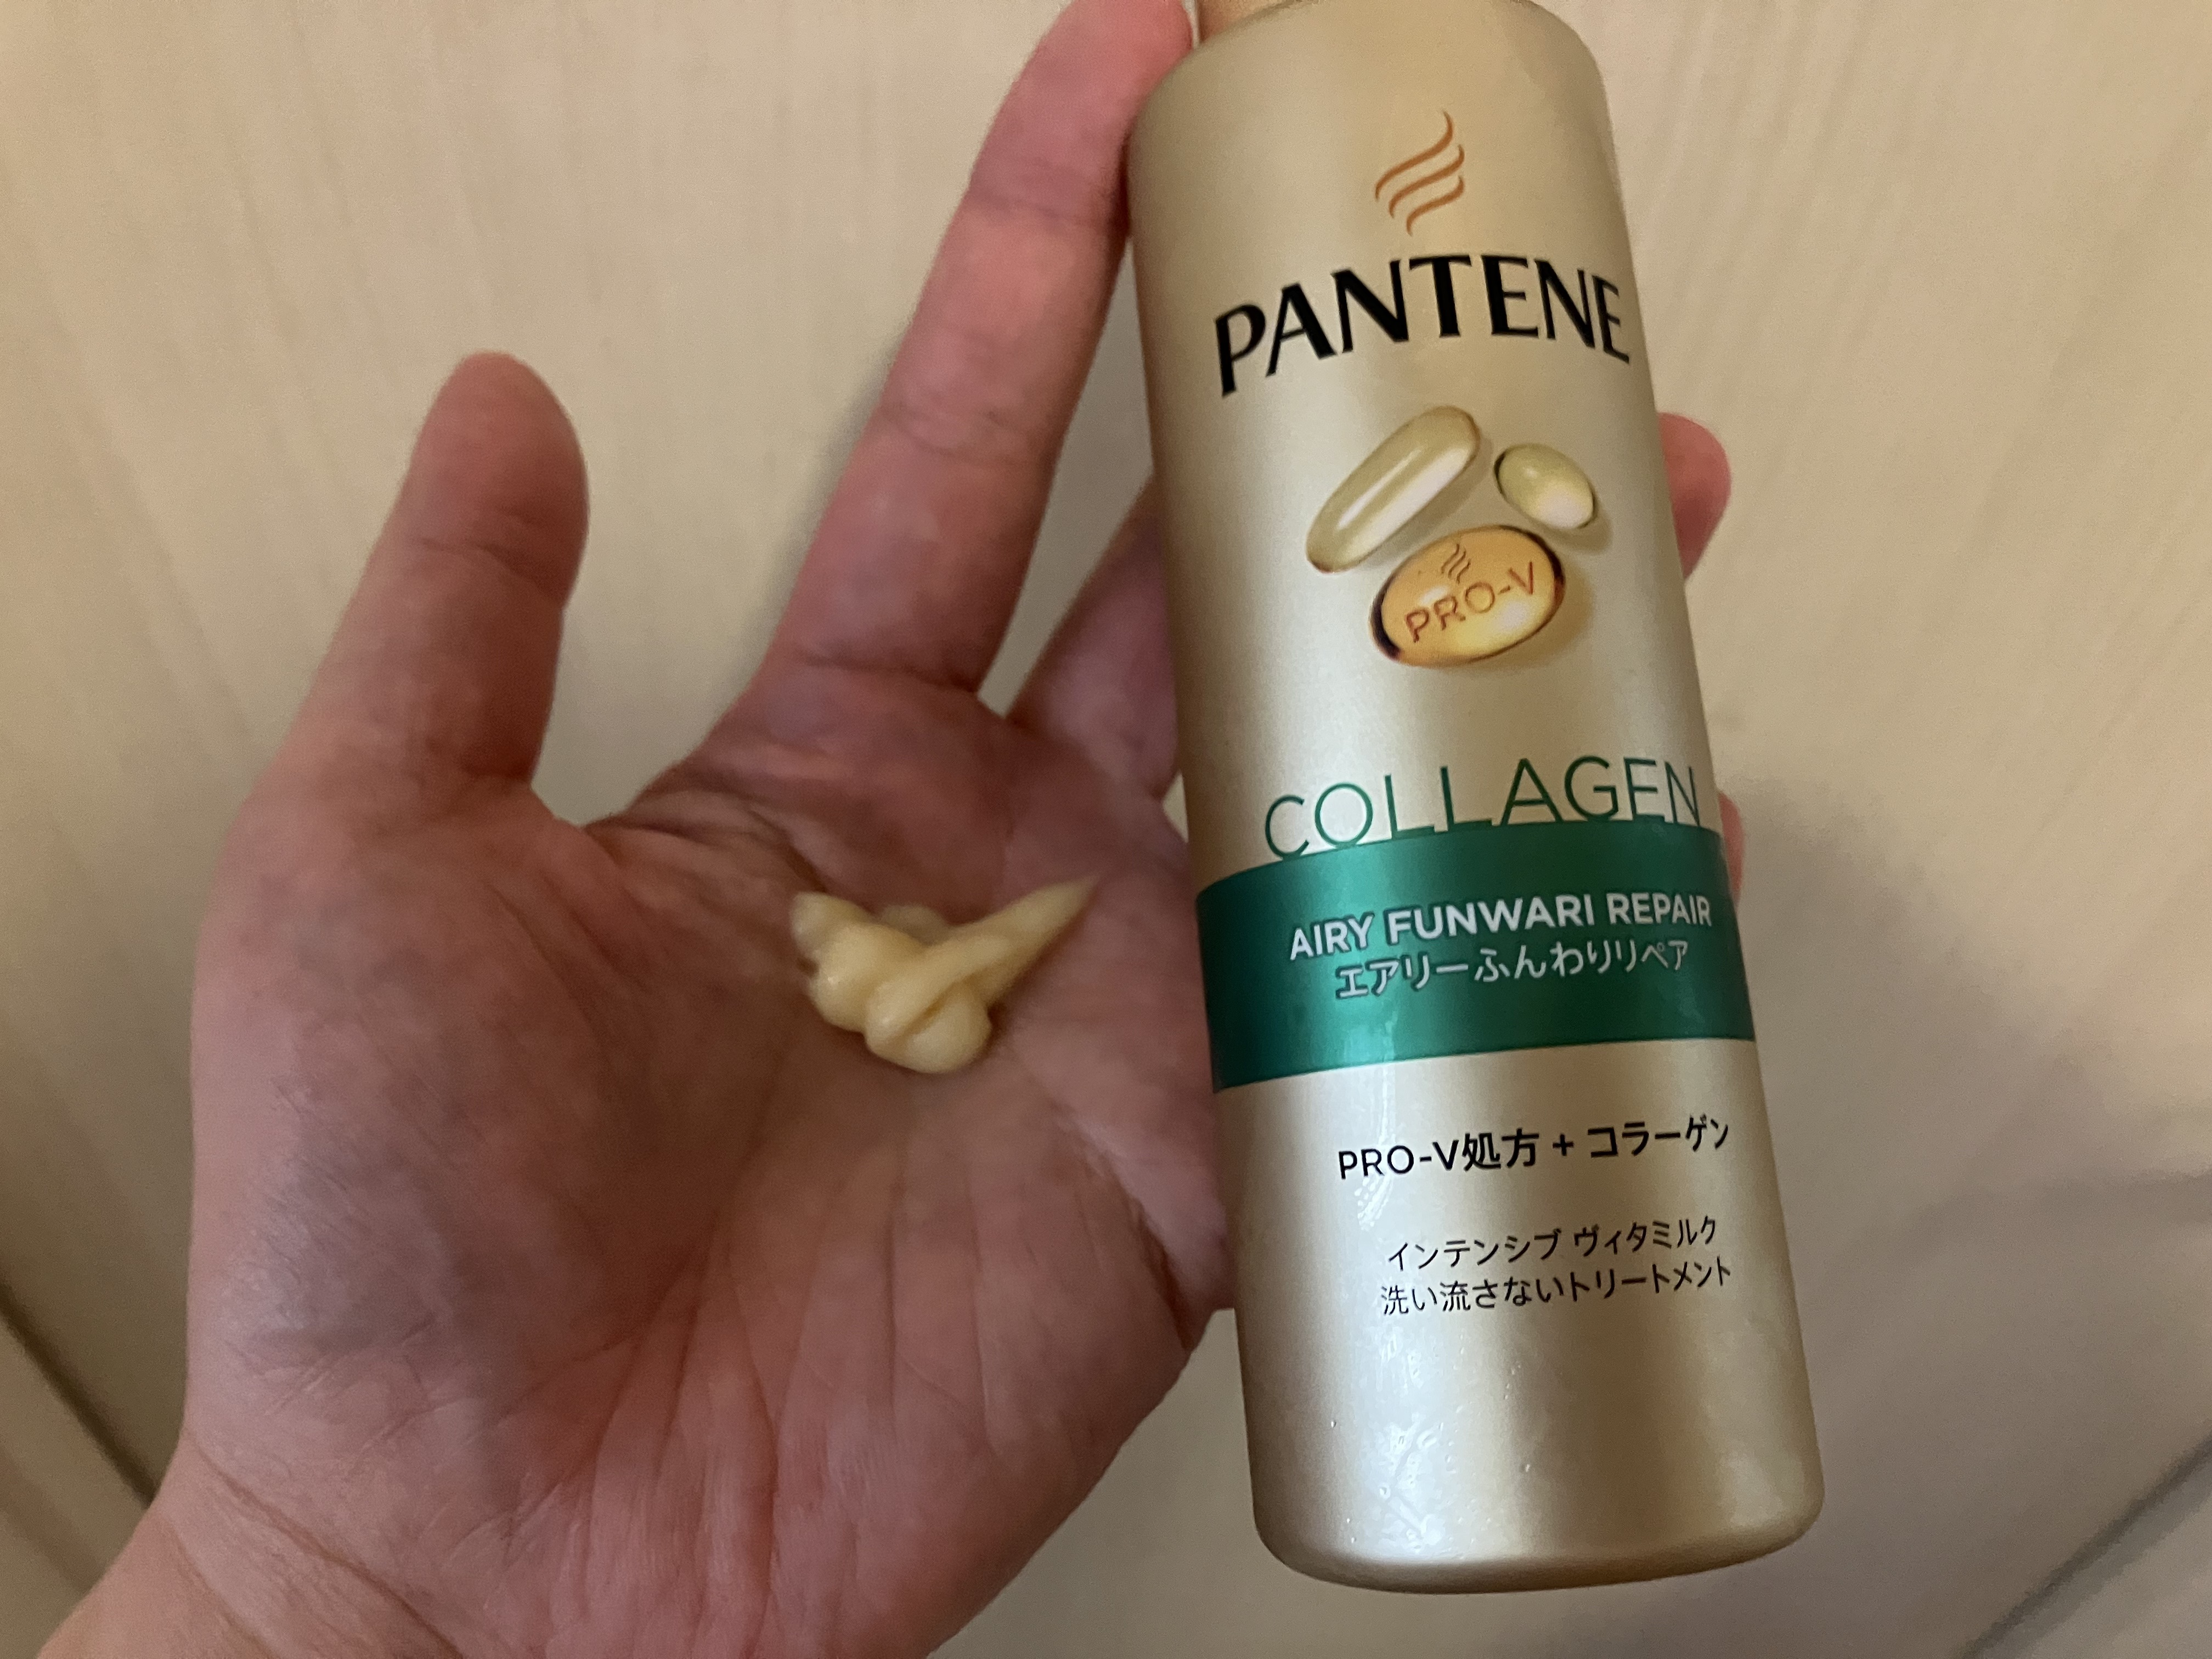 PANTENE
PRO-V
COLLAGEN
AIRY FUNWARI REPAIR
エアリーふんわりリペア
PRO-V処方 + コラーゲン
インテンシブ ヴィタミルク
洗い流さないトリートメント